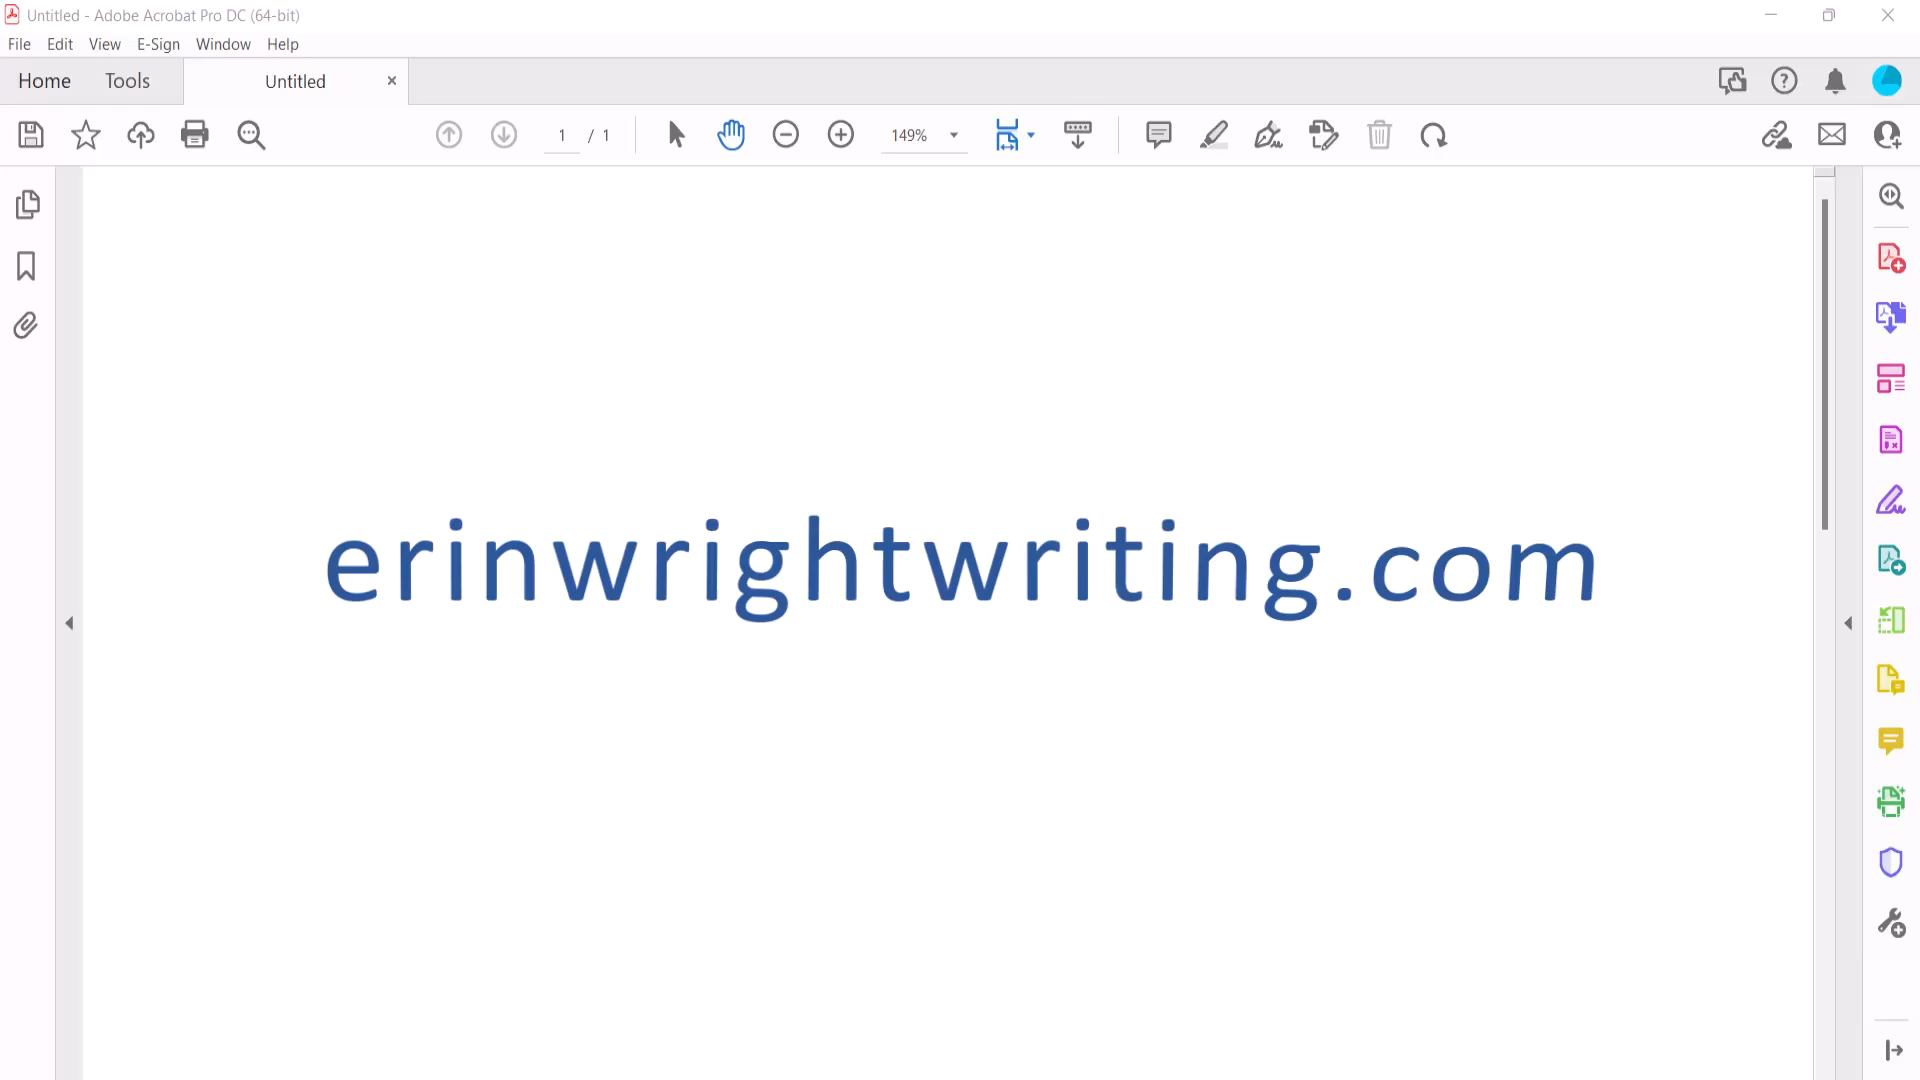 Untitled - Adobe Acrobat Pro DC (64-bit)
File Edit View E-Sign Window Help
Home Tools Untitled
1 / 1 149%
erinwrightwriting.com